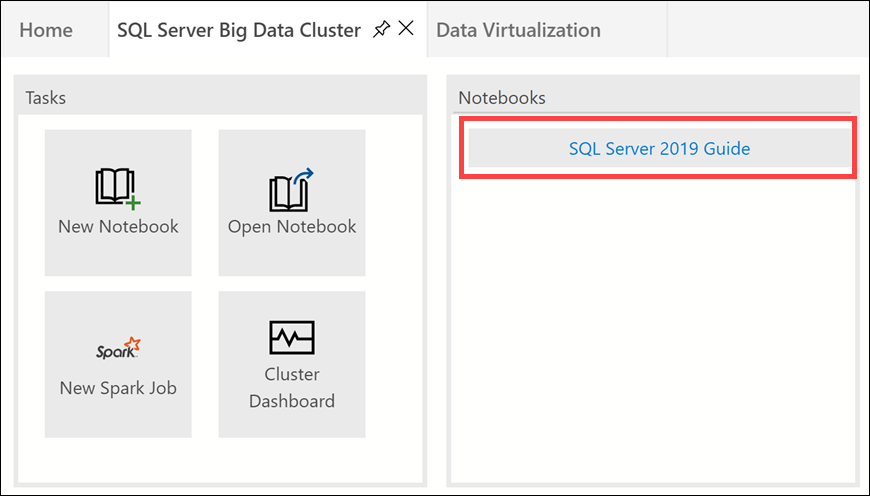 Home
SQL Server Big Data Cluster
Data Virtualization
Tasks
New Notebook
Open Notebook
Spark
New Spark Job
Cluster
Dashboard
Notebooks
SQL Server 2019 Guide